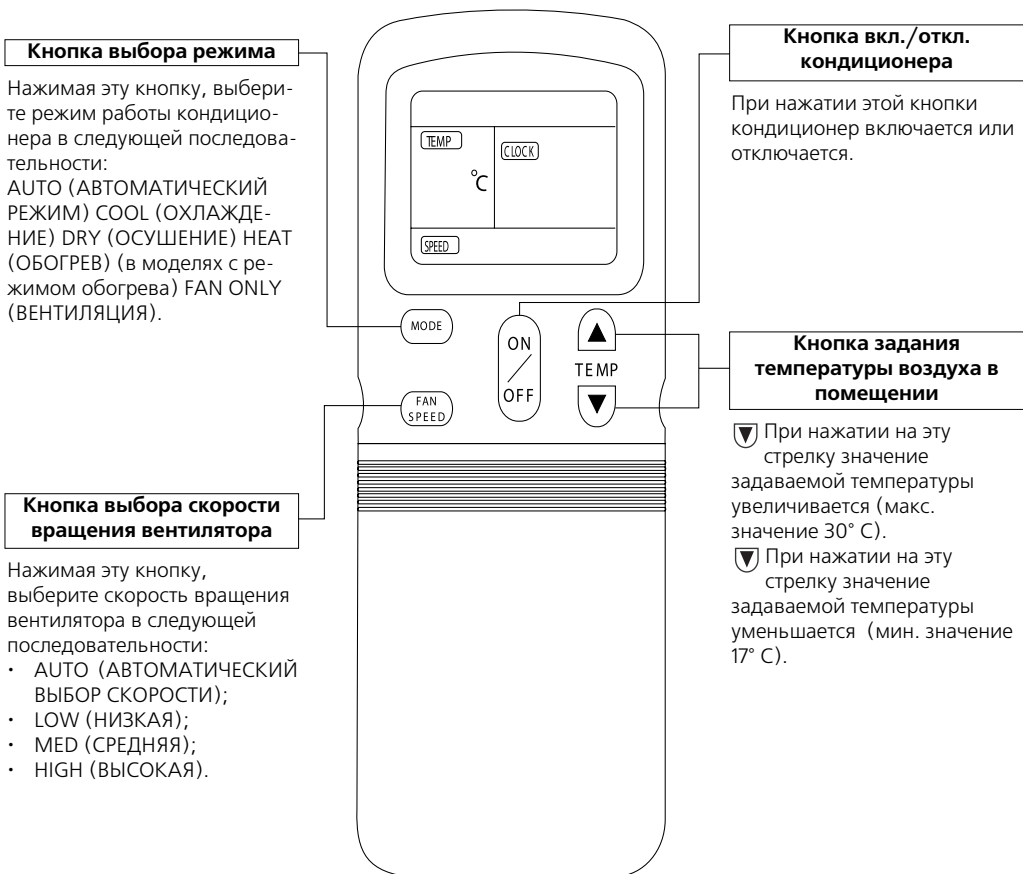 Кнопка выбора режима
Нажимая эту кнопку, выбери-
те режим работы кондицио-
нера в следующей последова-
тельности:
AUTO (АВТОМАТИЧЕСКИЙ
РЕЖИМ) COOL (ОХЛАЖДЕ-
НИЕ) DRY (ОСУШЕНИЕ) HEAT
(ОБОГРЕВ) (в моделях с ре-
жимом обогрева) FAN ONLY
(ВЕНТИЛЯЦИЯ).
Кнопка выбора скорости
вращения вентилятора
Нажимая эту кнопку,
выберите скорость вращения
вентилятора в следующей
последовательности:
• AUTO (АВТОМАТИЧЕСКИЙ
ВЫБОР СКОРОСТИ);
• LOW (НИЗКАЯ);
• MED (СРЕДНЯЯ);
• HIGH (ВЫСОКАЯ).
TEMP
CLOCK
°C
SPEED
MODE
ON
OFF
TEMP
FAN
SPEED
Кнопка вкл./откл.
кондиционера
При нажатии этой кнопки
кондиционер включается или
отключается.
Кнопка задания
температуры воздуха в
помещении
При нажатии на эту
стрелку значение
задаваемой температуры
увеличивается (макс.
значение 30° C).
При нажатии на эту
стрелку значение
задаваемой температуры
уменьшается (мин. значение
17° C).